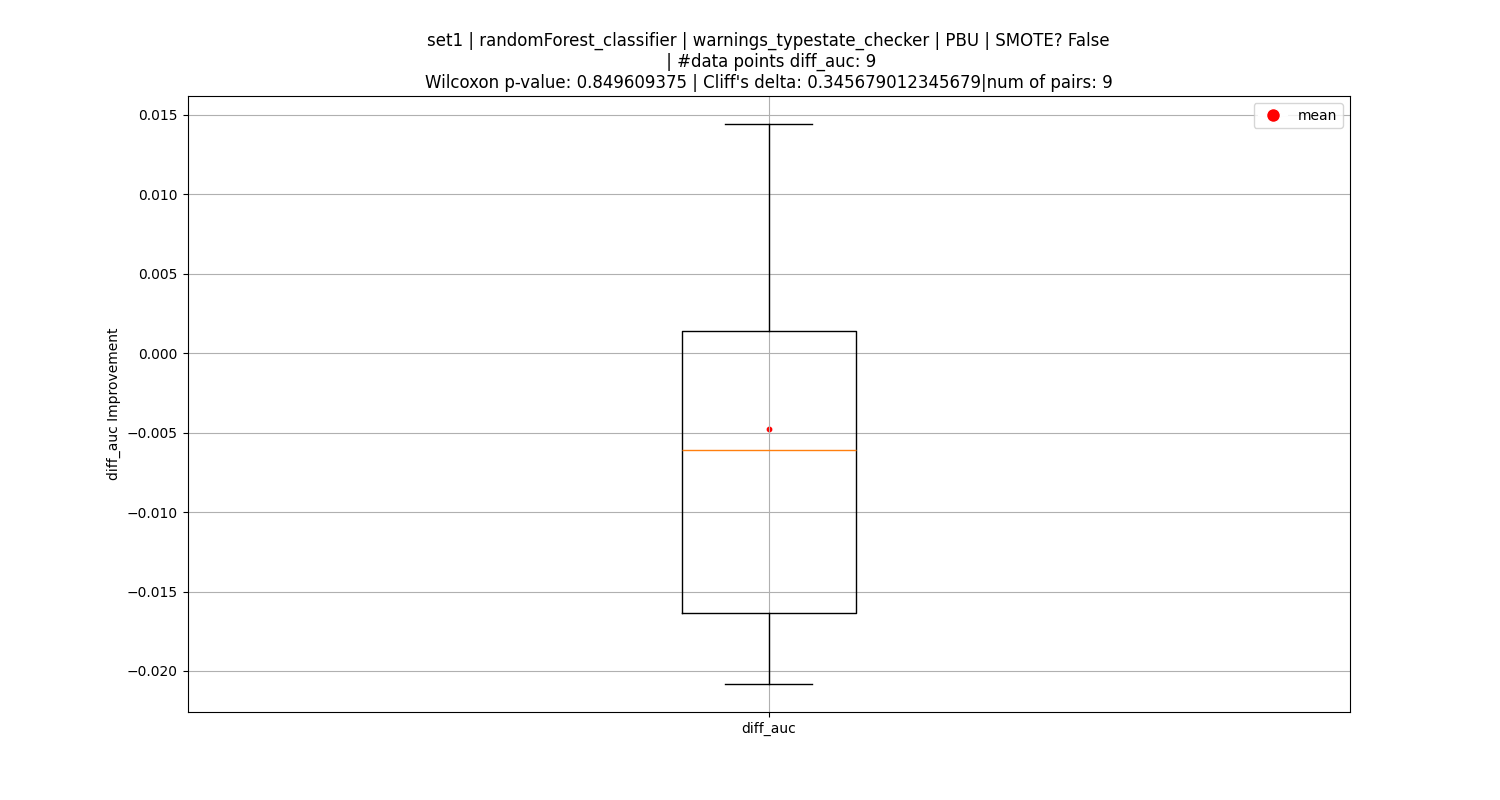 set1 | randomForest_classifier | warnings_typestate_checker | PBU | SMOTE? False
| #data points diff_auc: 9
Wilcoxon p-value: 0.849609375 | Cliff's delta: 0.345679012345679|num of pairs: 9
mean
0.015
0.010
0.005
0.000
−0.005
−0.010
−0.015
−0.020
diff_auc Improvement
diff_auc